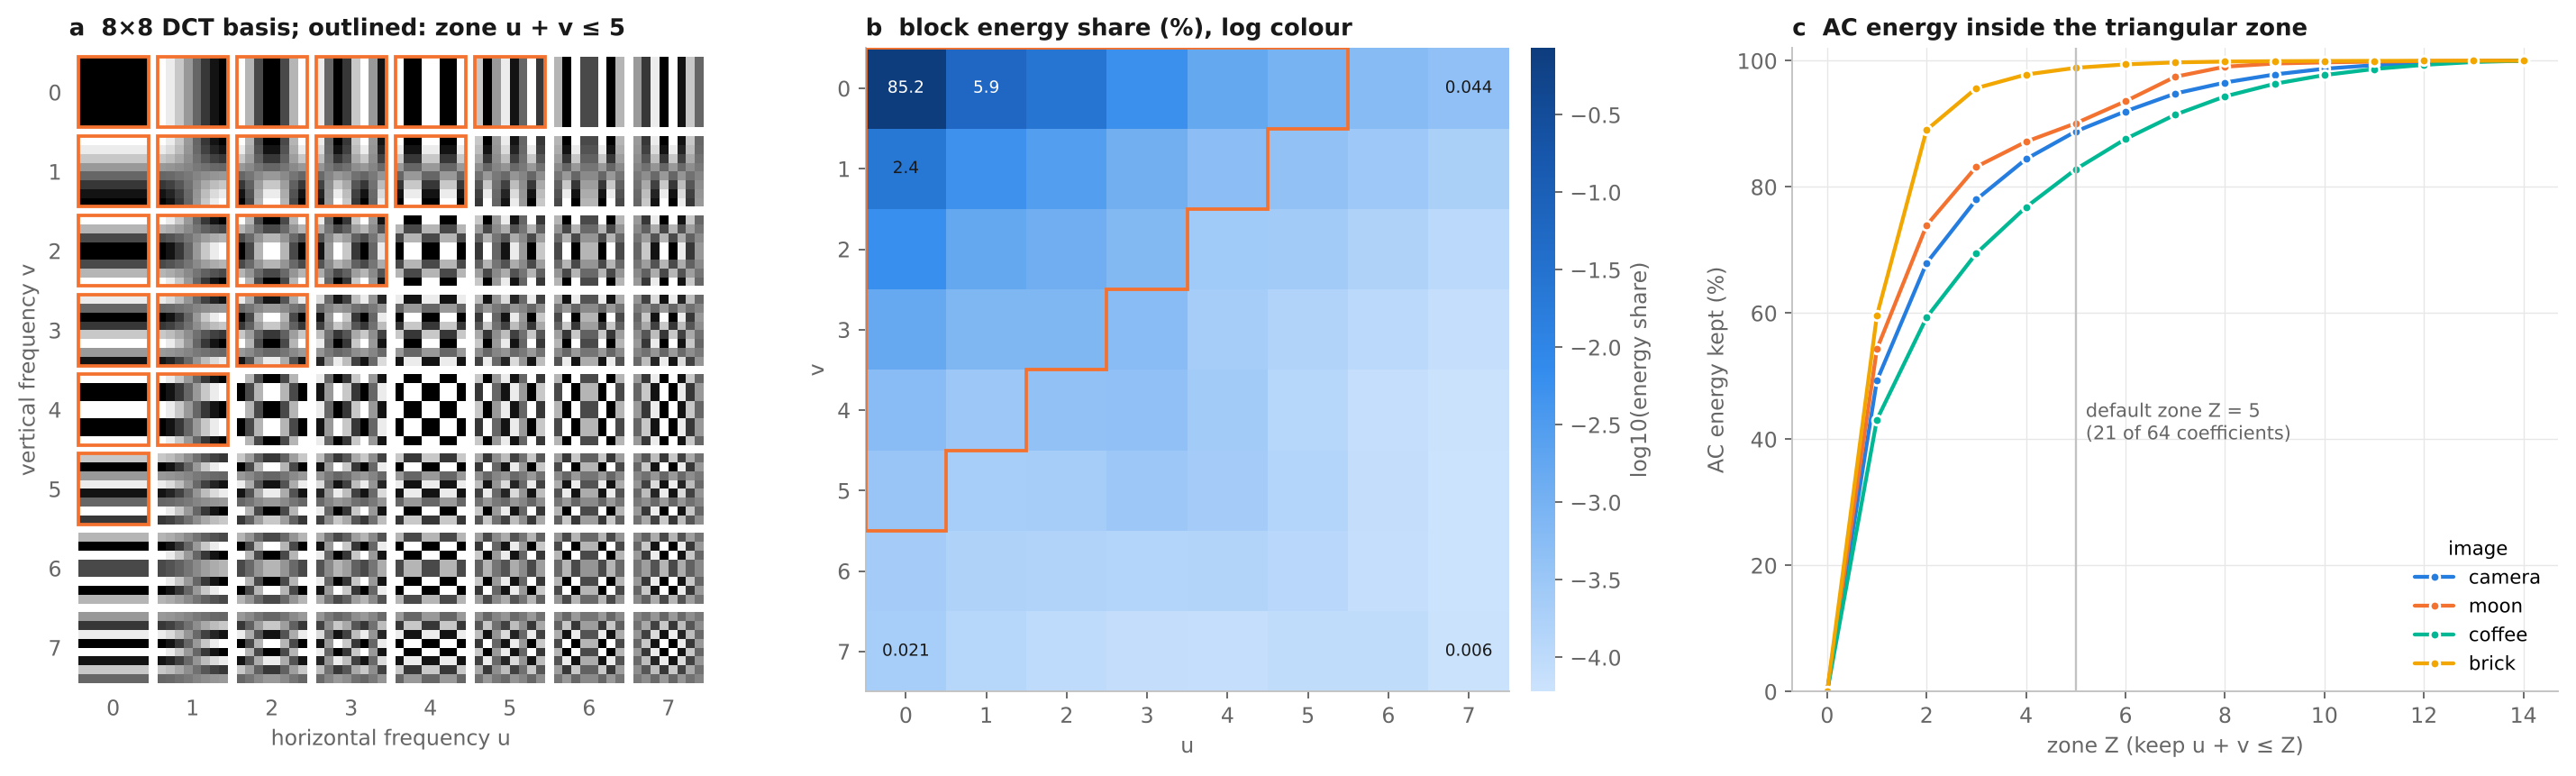 a  8×8 DCT basis; outlined: zone u + v ≤ 5
vertical frequency v
0
1
2
3
4
5
6
7
0 1 2 3 4 5 6 7
horizontal frequency u
b  block energy share (%), log colour
v
0
1
2
3
4
5
6
7
85.2 5.9 0.044
2.4
0.021 0.006
0 1 2 3 4 5 6 7
u
−0.5
−1.0
−1.5
−2.0
−2.5
−3.0
−3.5
−4.0
log10(energy share)
c  AC energy inside the triangular zone
AC energy kept (%)
100
80
60
40
20
0
default zone Z = 5
(21 of 64 coefficients)
image
camera
moon
coffee
brick
0 2 4 6 8 10 12 14
zone Z (keep u + v ≤ Z)